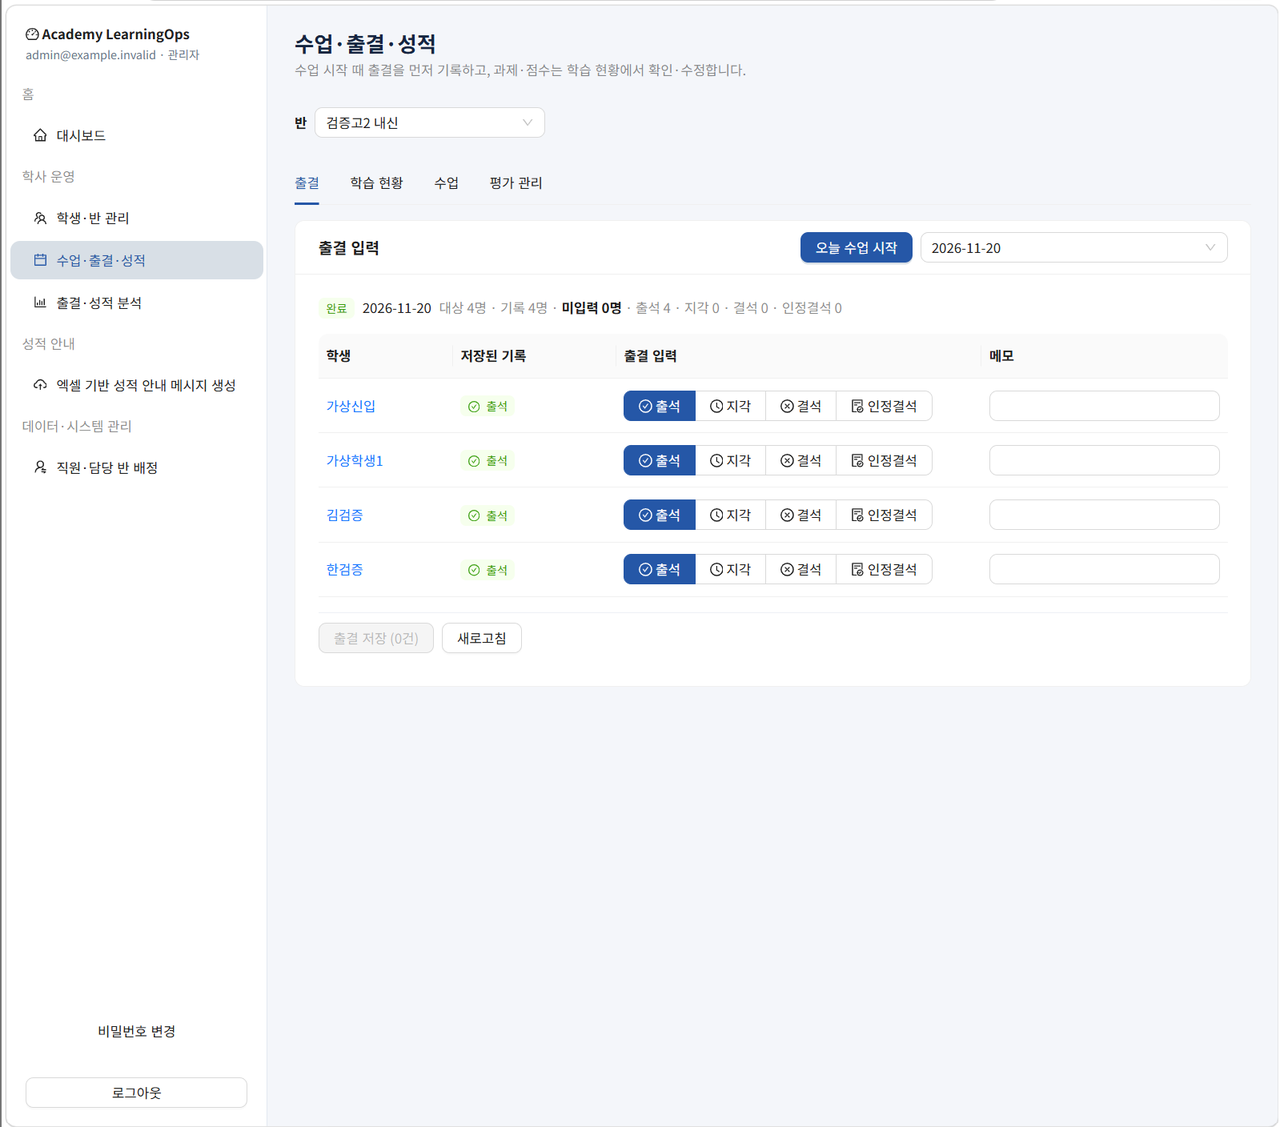 Academy LearningOps
admin@example.invalid · 관리자
홈
대시보드
학사 운영
학생·반 관리
수업·출결·성적
출결·성적 분석
성적 안내
엑셀 기반 성적 안내 메시지 생성
데이터·시스템 관리
직원·담당 반 배정
비밀번호 변경
로그아웃
수업·출결·성적
수업 시작 때 출결을 먼저 기록하고, 과제·점수는 학습 현황에서 확인·수정합니다.
반 검증고2 내신
출결 학습 현황 수업 평가 관리
출결 입력 오늘 수업 시작 2026-11-20
완료 2026-11-20 대상 4명 · 기록 4명 · 미입력 0명 · 출석 4 · 지각 0 · 결석 0 · 인정결석 0
학생 저장된 기록 출결 입력 메모
가상신입 출석 출석 지각 결석 인정결석
가상학생1 출석 출석 지각 결석 인정결석
김검증 출석 출석 지각 결석 인정결석
한검증 출석 출석 지각 결석 인정결석
출결 저장 (0건) 새로고침